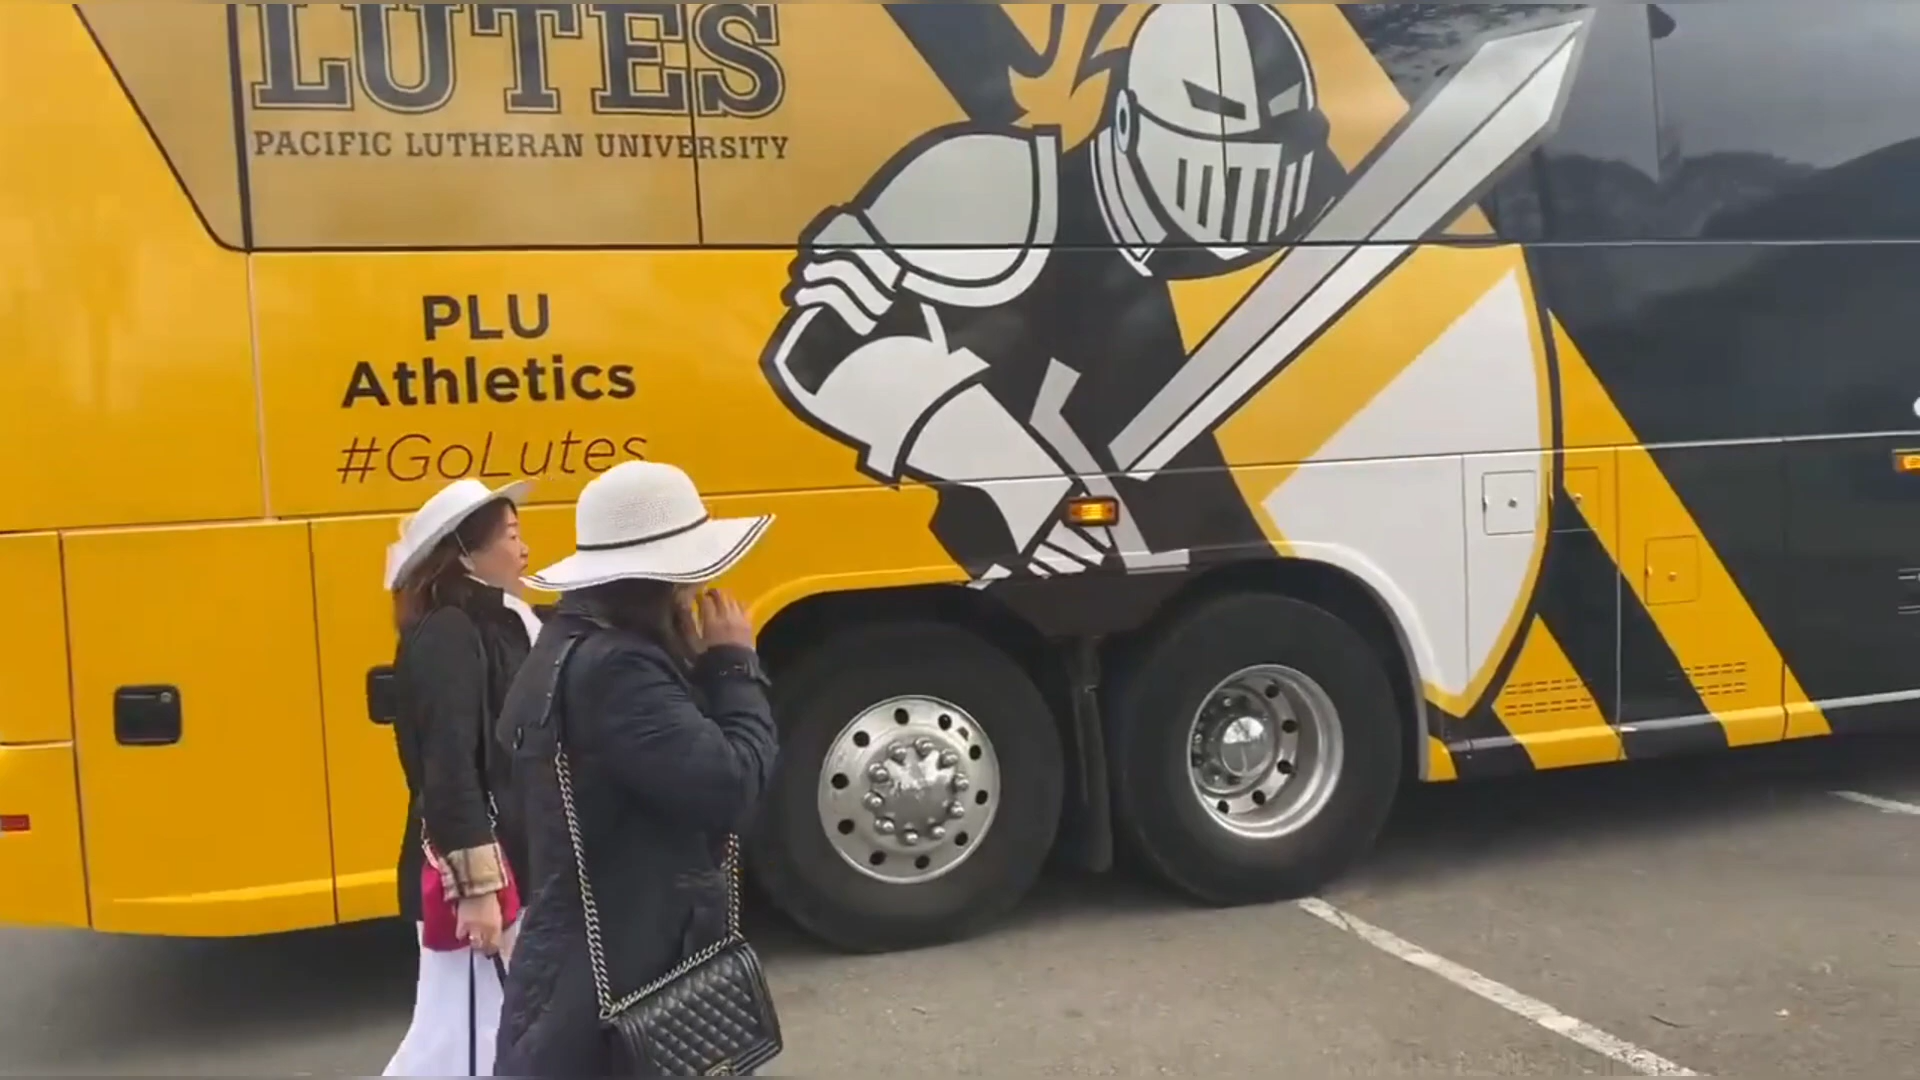 LUTES
PACIFIC LUTHERAN UNIVERSITY
PLU
Athletics
#GoLutes